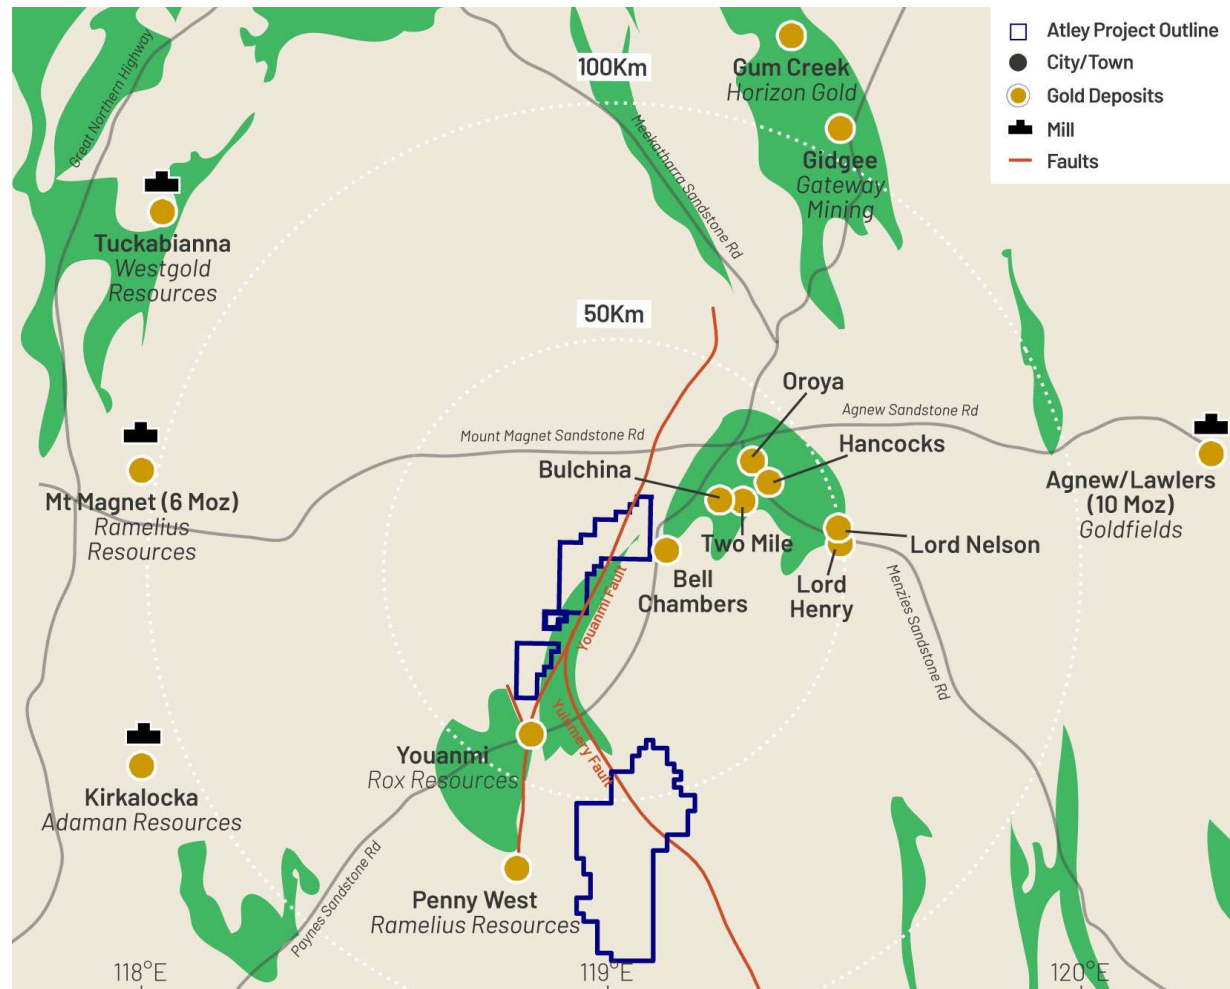 Atley Project Outline
City/Town
Gold Deposits
Mill
Faults
Great Northern Highway
100Km
Gum Creek
Horizon Gold
Meekatharra Sandstone Rd
Gidgee
Gateway
Mining
Tuckabianna
Westgold
Resources
50Km
Oroya
Agnew Sandstone Rd
Mount Magnet Sandstone Rd
Hancocks
Bulchina
Mt Magnet (6 Moz)
Ramelius
Resources
Agnew/Lawlers
(10 Moz)
Goldfields
Two Mile
Lord Nelson
Bell
Chambers
Lord
Henry
Menzies Sandstone Rd
Youanmi Fault
Yuinmery Fault
Youanmi
Rox Resources
Kirkalocka
Adaman Resources
Paynes Sandstone Rd
Penny West
Ramelius Resources
118°E
119°E
120°E